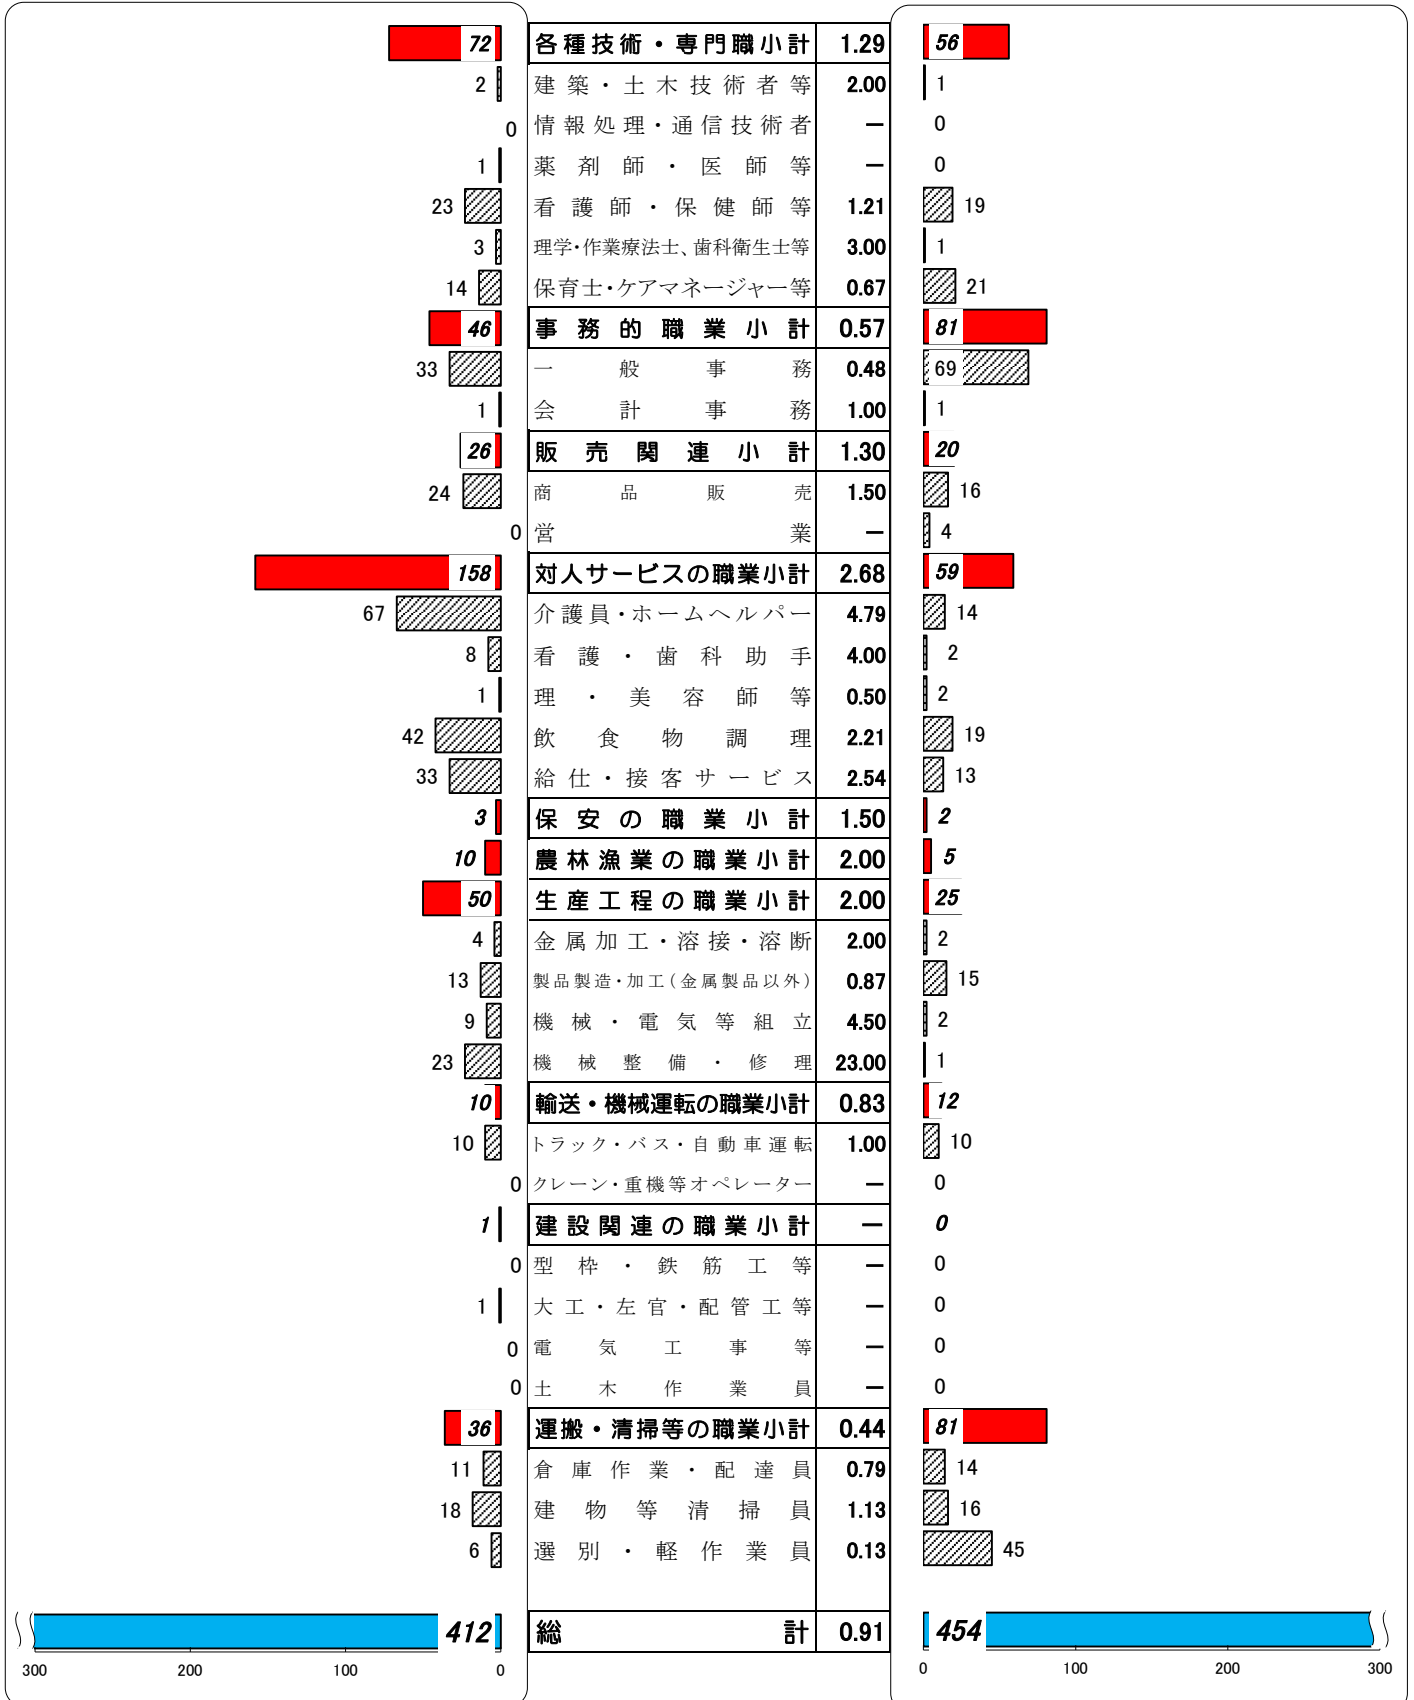 72 各種技術・専門職小計 1.29 56
2 建築・土木技術者等 2.00 1
0 情報処理・通信技術者 － 0
1 薬剤師・医師等 － 0
23 看護師・保健師等 1.21 19
3 理学・作業療法士、歯科衛生士等 3.00 1
14 保育士・ケアマネージャー等 0.67 21
46 事務的職業小計 0.57 81
33 一般事務 0.48 69
1 会計事務 1.00 1
26 販売関連小計 1.30 20
24 商品販売 1.50 16
0 営業 － 4
158 対人サービスの職業小計 2.68 59
67 介護員・ホームヘルパー 4.79 14
8 看護・歯科助手 4.00 2
1 理・美容師等 0.50 2
42 飲食物調理 2.21 19
33 給仕・接客サービス 2.54 13
3 保安の職業小計 1.50 2
10 農林漁業の職業小計 2.00 5
50 生産工程の職業小計 2.00 25
4 金属加工・溶接・溶断 2.00 2
13 製品製造・加工(金属製品以外) 0.87 15
9 機械・電気等組立 4.50 2
23 機械整備・修理 23.00 1
10 輸送・機械運転の職業小計 0.83 12
10 トラック・バス・自動車運転 1.00 10
0 クレーン・重機等オペレーター － 0
1 建設関連の職業小計 － 0
0 型枠・鉄筋工等 － 0
1 大工・左官・配管工等 － 0
0 電気工事等 － 0
0 土木作業員 － 0
36 運搬・清掃等の職業小計 0.44 81
11 倉庫作業・配達員 0.79 14
18 建物等清掃員 1.13 16
6 選別・軽作業員 0.13 45
412 総計 0.91 454
300 200 100 0 0 100 200 300